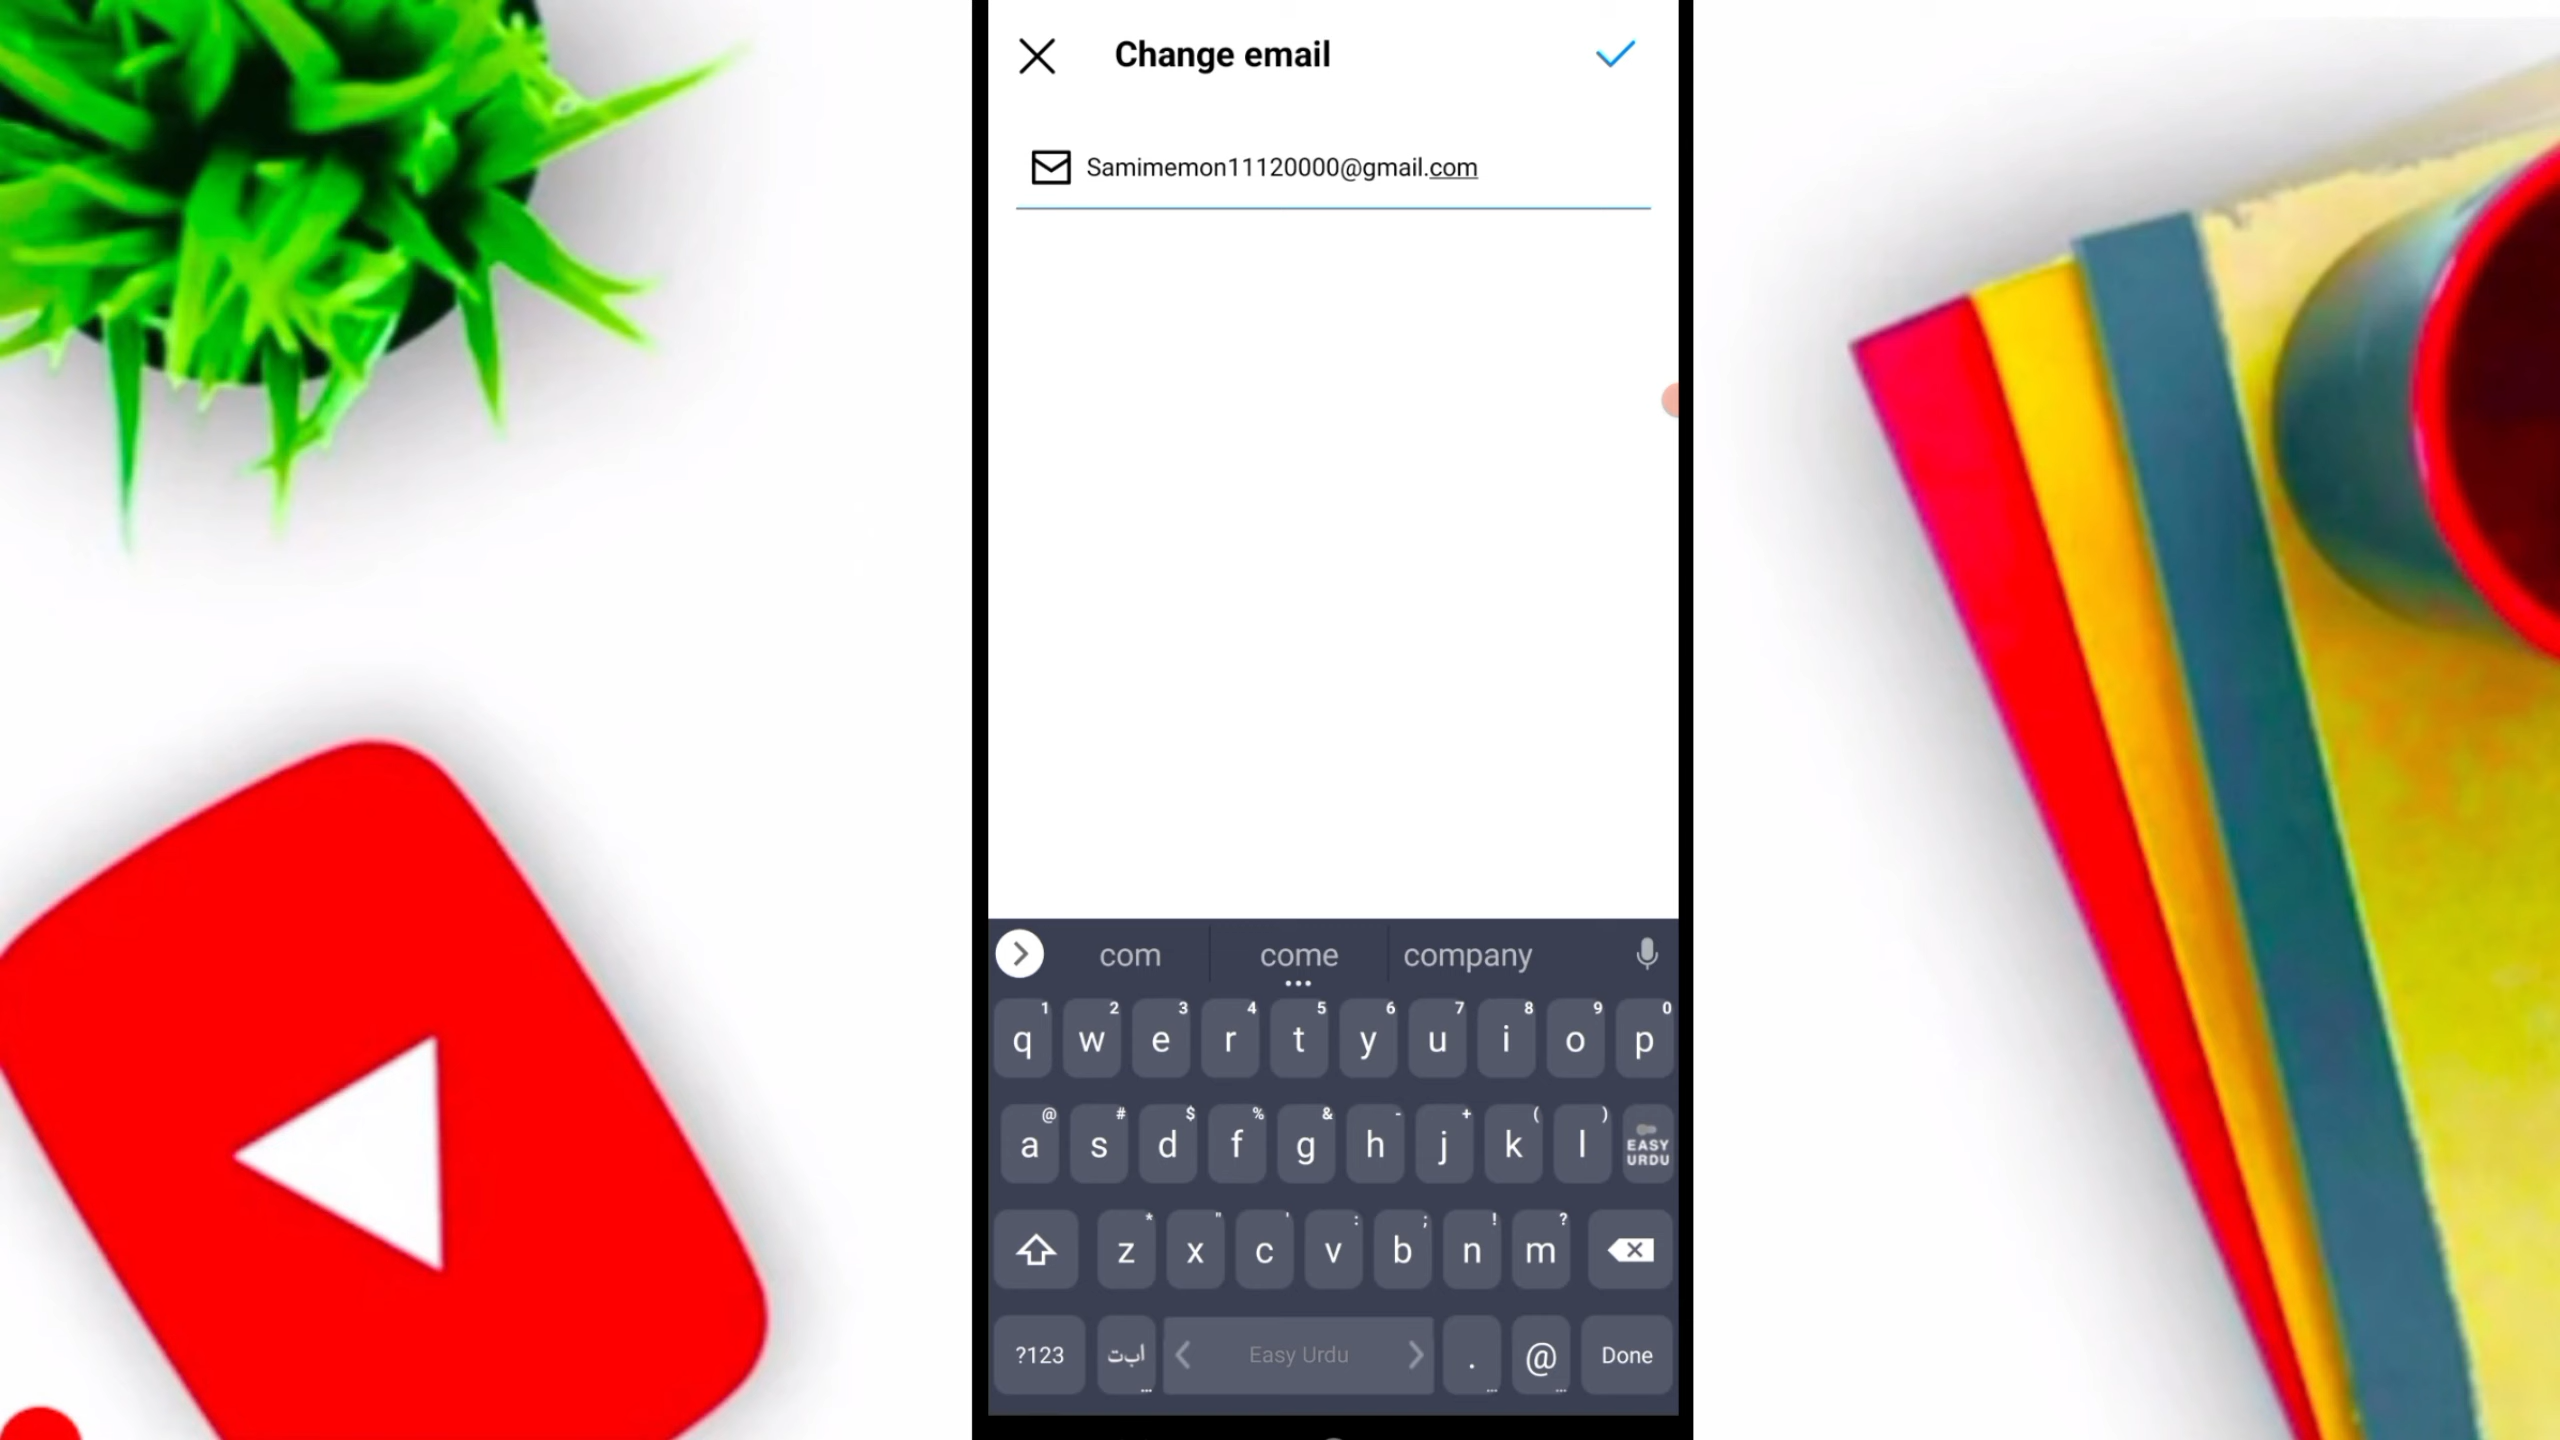 Change email
Samimemon11120000@gmail.com
com come company
1 2 3 4 5 6 7 8 9 0
q w e r t y u i o p
@ # $ % & - + ( )
a s d f g h j k l EASY URDU
* " ' : ; ! ?
z x c v b n m
?123 ابت Easy Urdu . @ Done